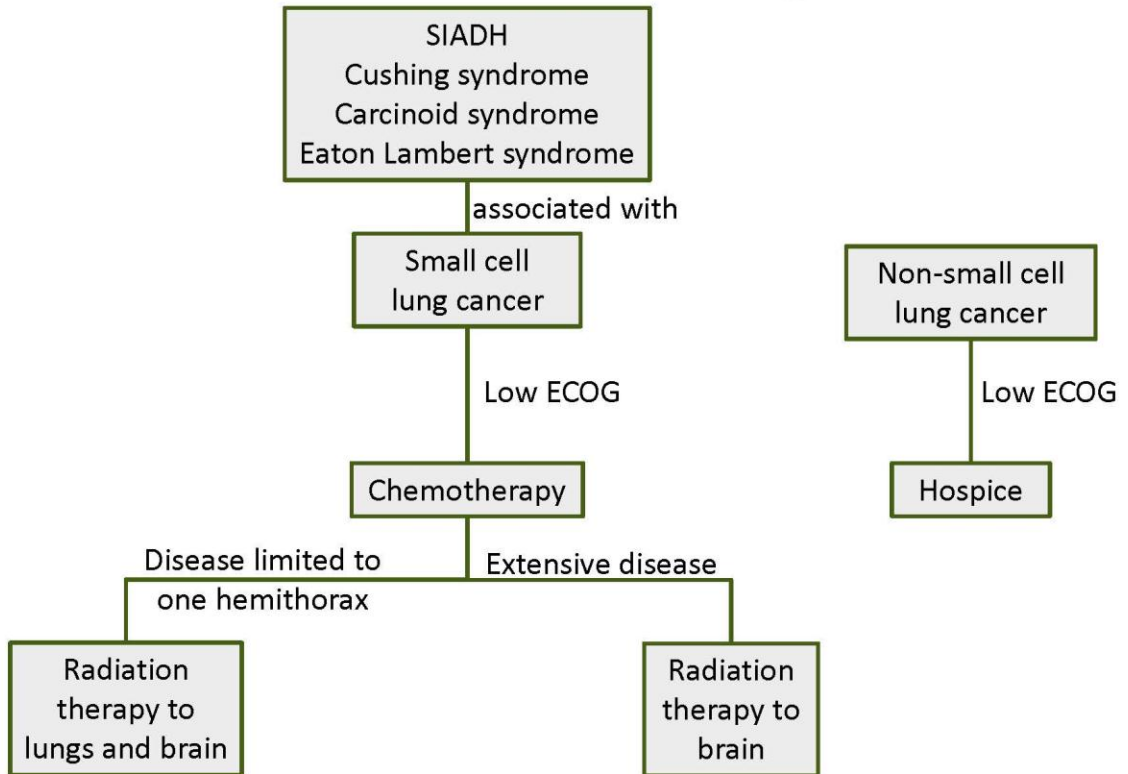 SIADH
Cushing syndrome
Carcinoid syndrome
Eaton Lambert syndrome
associated with
Small cell
lung cancer
Non-small cell
lung cancer
Low ECOG
Low ECOG
Chemotherapy
Hospice
Disease limited to
one hemithorax
Extensive disease
Radiation
therapy to
lungs and brain
Radiation
therapy to
brain